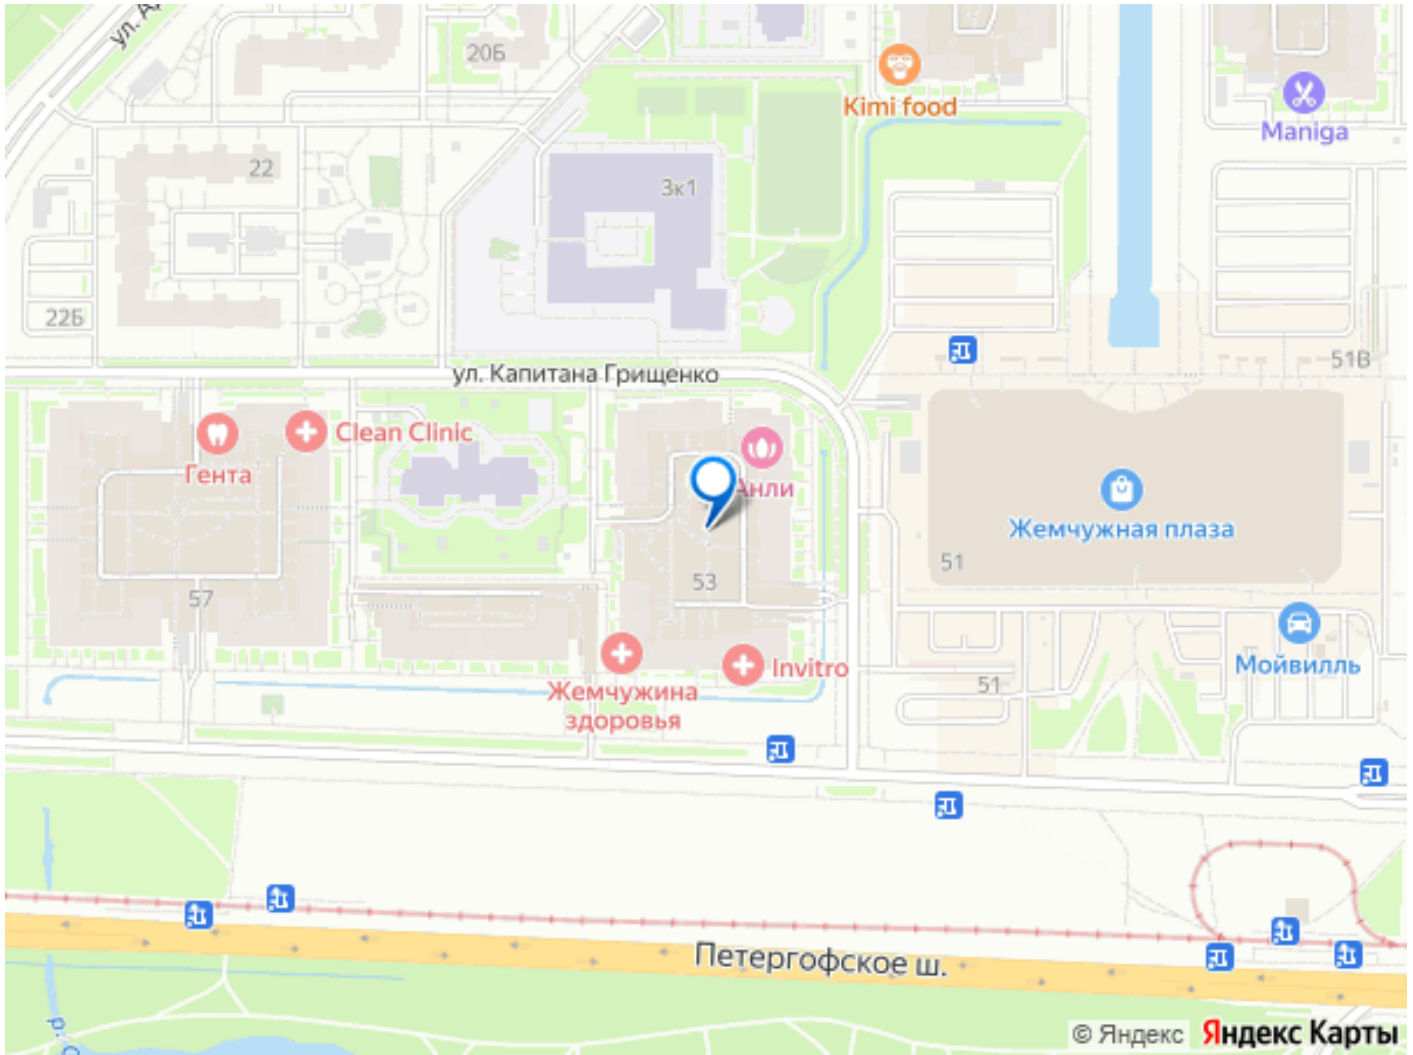 ул. А
20Б
Kimi food
Maniga
22
3к1
22Б
51В
ул. Капитана Грищенко
Clean Clinic
Гента
Анли
Жемчужная плаза
51
53
57
Мойвилль
Invitro
51
Жемчужина
здоровья
Петергофское ш.
р.
© Яндекс Яндекс Карты